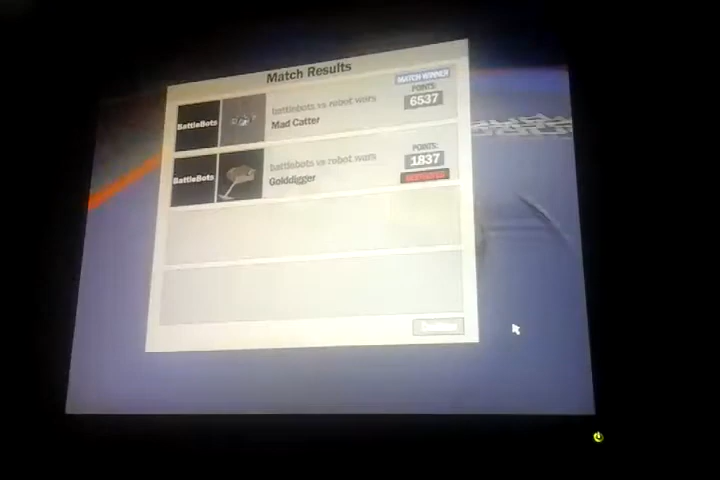 Match Results
MATCH WINNER
BattleBots
battlebots vs robot wars
Mad Catter
POINTS:
6537
BattleBots
battlebots vs robot wars
Golddigger
POINTS:
1837